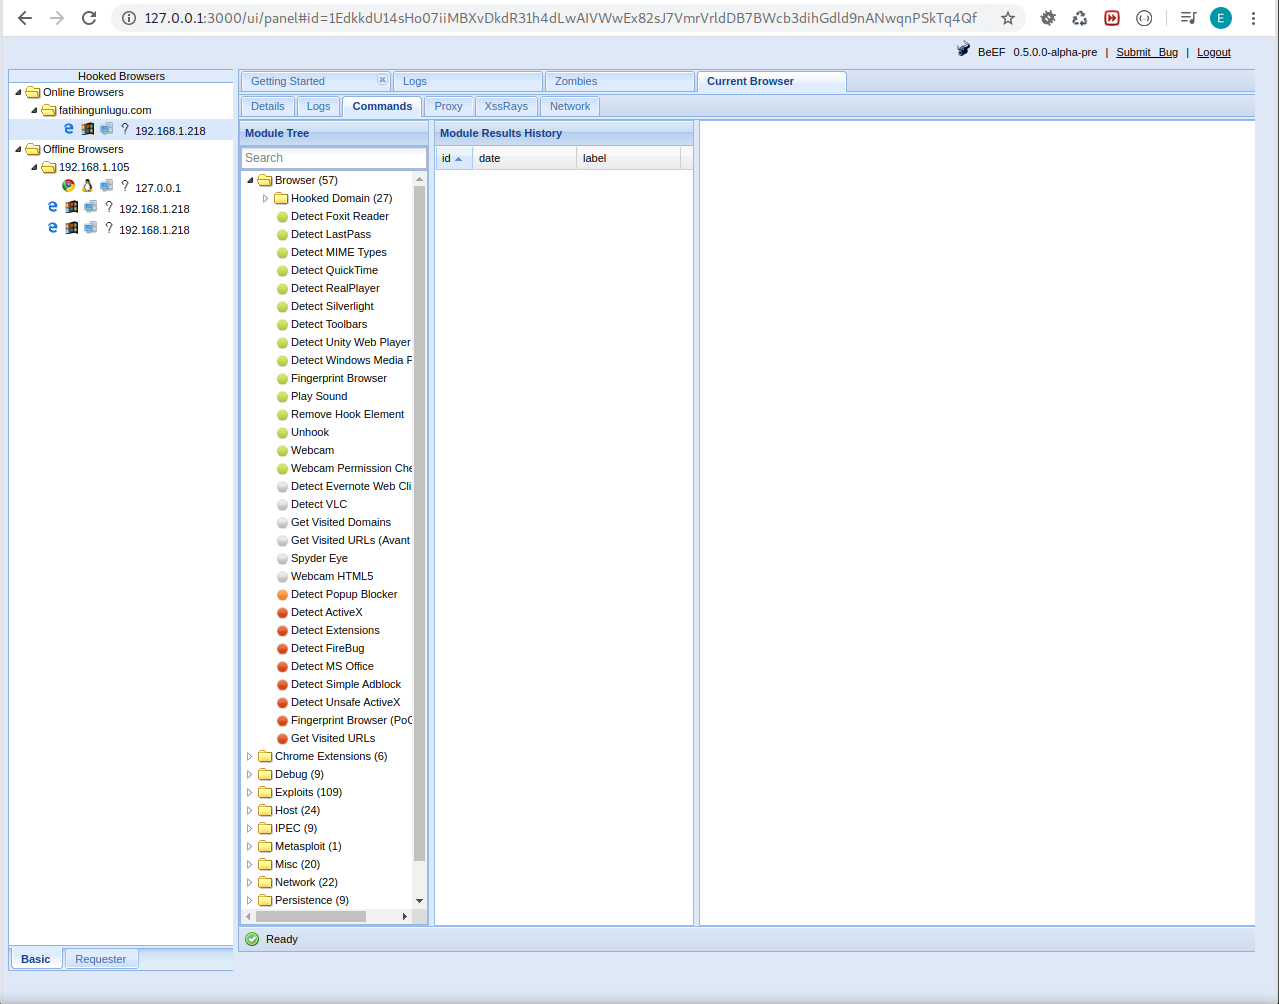 127.0.0.1:3000/ui/panel#id=1EdkkdU14sHo07iiMBXvDkdR31h4dLwAIVWwEx82sJ7VmrVrldDB7BWcb3dihGdld9nANwqnPSkTq4Qf
E
BeEF 0.5.0.0-alpha-pre | Submit Bug | Logout
Hooked Browsers
Online Browsers
fatihingunlugu.com
? 192.168.1.218
Offline Browsers
192.168.1.105
? 127.0.0.1
? 192.168.1.218
? 192.168.1.218
Basic
Requester
Getting Started
Logs
Zombies
Current Browser
Details
Logs
Commands
Proxy
XssRays
Network
Module Tree
Search
Browser (57)
Hooked Domain (27)
Detect Foxit Reader
Detect LastPass
Detect MIME Types
Detect QuickTime
Detect RealPlayer
Detect Silverlight
Detect Toolbars
Detect Unity Web Player
Detect Windows Media P
Fingerprint Browser
Play Sound
Remove Hook Element
Unhook
Webcam
Webcam Permission Che
Detect Evernote Web Cli
Detect VLC
Get Visited Domains
Get Visited URLs (Avant
Spyder Eye
Webcam HTML5
Detect Popup Blocker
Detect ActiveX
Detect Extensions
Detect FireBug
Detect MS Office
Detect Simple Adblock
Detect Unsafe ActiveX
Fingerprint Browser (PoC
Get Visited URLs
Chrome Extensions (6)
Debug (9)
Exploits (109)
Host (24)
IPEC (9)
Metasploit (1)
Misc (20)
Network (22)
Persistence (9)
Module Results History
id date label
Ready